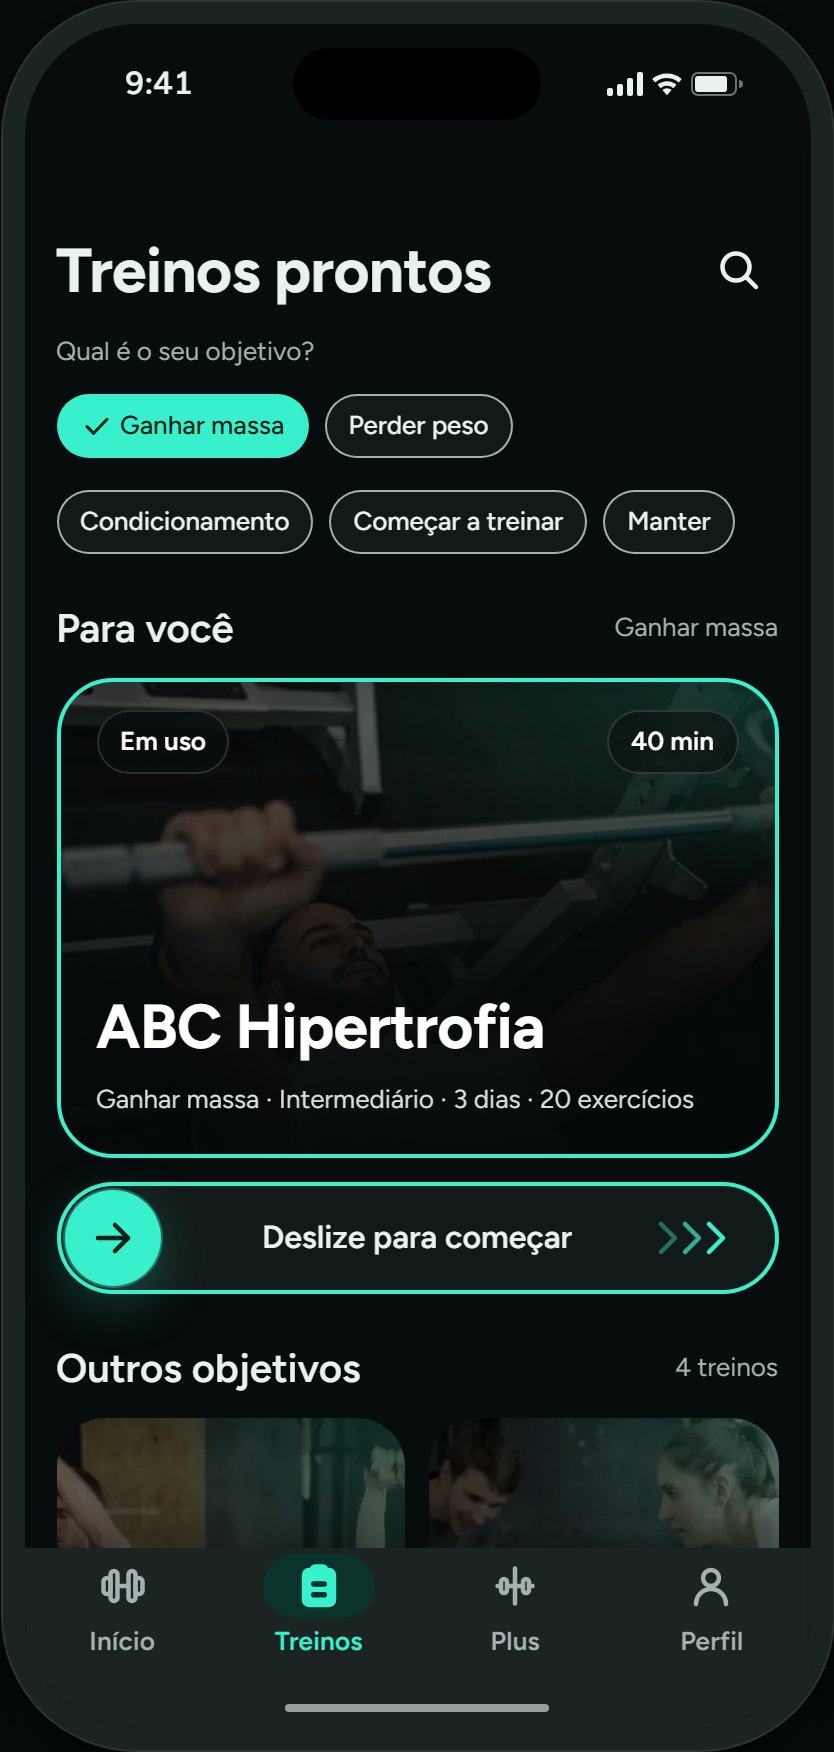 9:41
Treinos prontos
Qual é o seu objetivo?
Ganhar massa
Perder peso
Condicionamento
Começar a treinar
Manter
Para você
Ganhar massa
Em uso
40 min
ABC Hipertrofia
Ganhar massa · Intermediário · 3 dias · 20 exercícios
Deslize para começar
Outros objetivos
4 treinos
Início
Treinos
Plus
Perfil